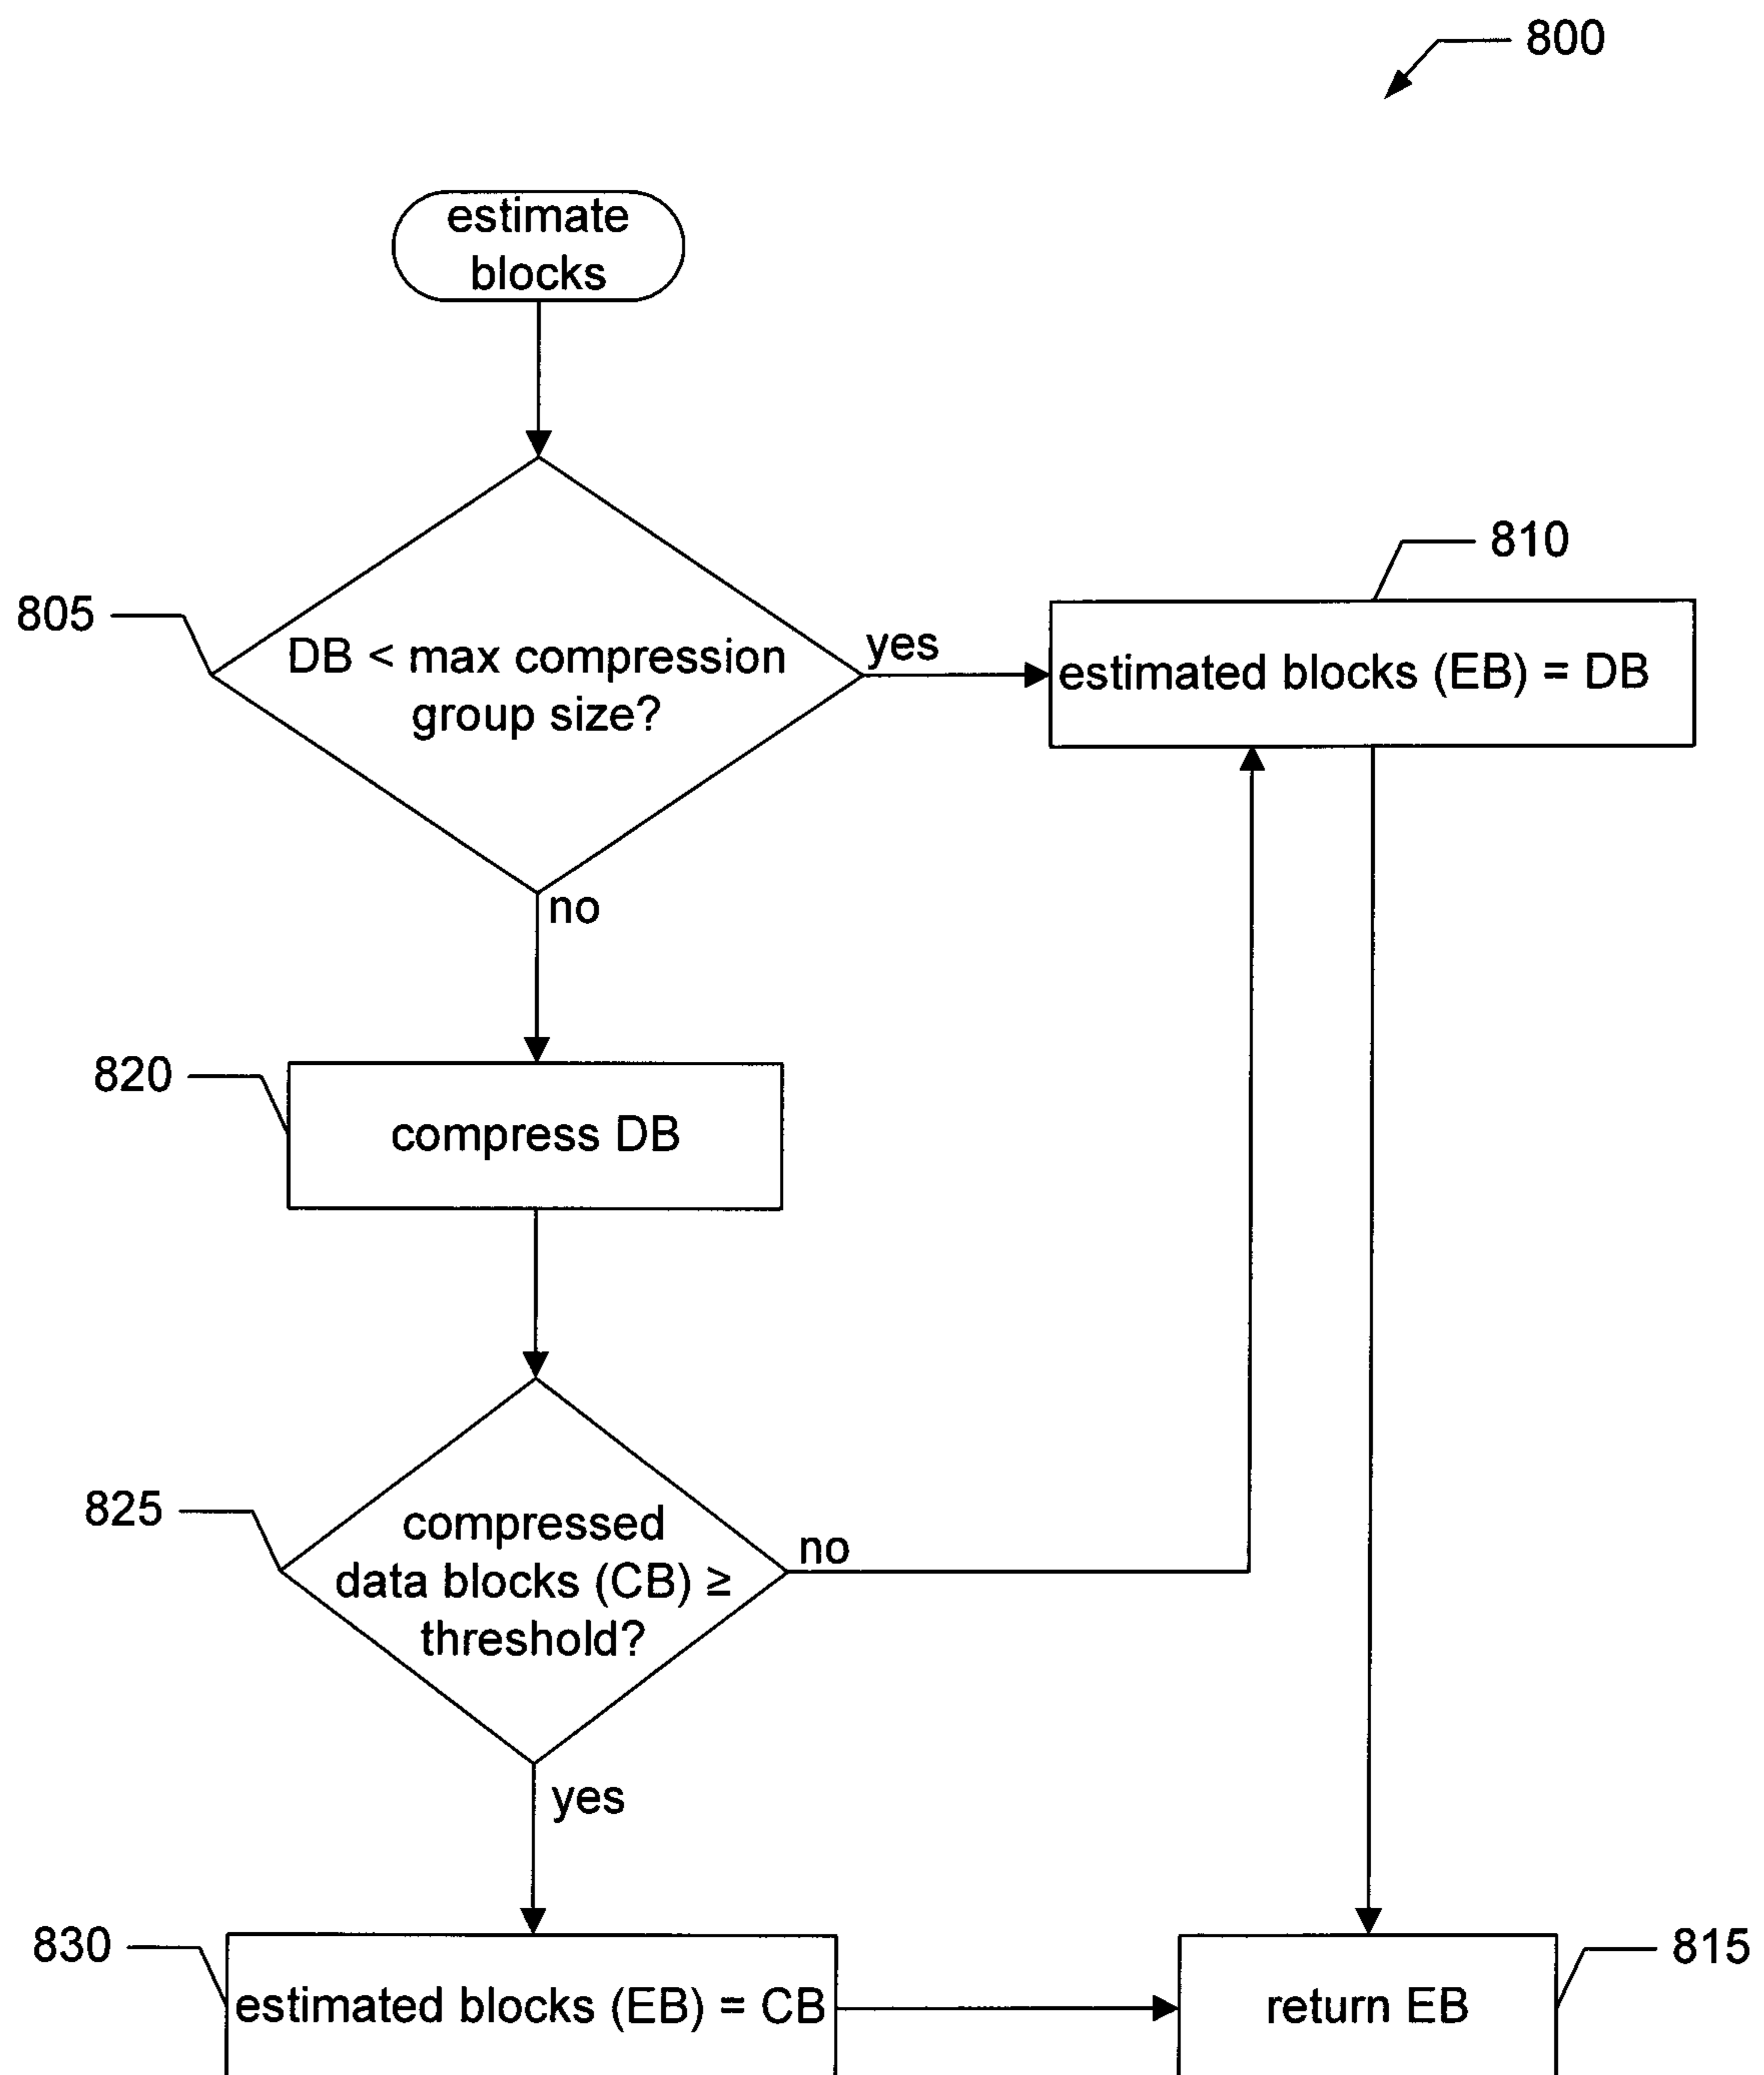 800
estimate
blocks
805
DB < max compression
group size?
yes
810
estimated blocks (EB) = DB
no
820
compress DB
825
compressed
data blocks (CB) ≥
threshold?
no
yes
830
estimated blocks (EB) = CB
return EB
815